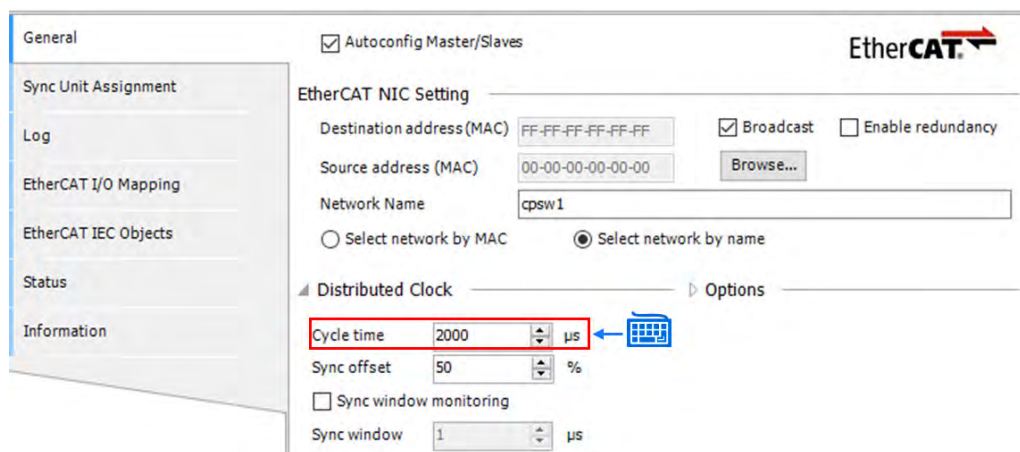 General
Sync Unit Assignment
Log
EtherCAT I/O Mapping
EtherCAT IEC Objects
Status
Information
Autoconfig Master/Slaves
EtherCAT
EtherCAT NIC Setting
Destination address (MAC) FF-FF-FF-FF-FF-FF Broadcast Enable redundancy
Source address (MAC) 00-00-00-00-00-00 Browse...
Network Name cpsw1
Select network by MAC Select network by name
Distributed Clock Options
Cycle time 2000 µs
Sync offset 50 %
Sync window monitoring
Sync window 1 µs